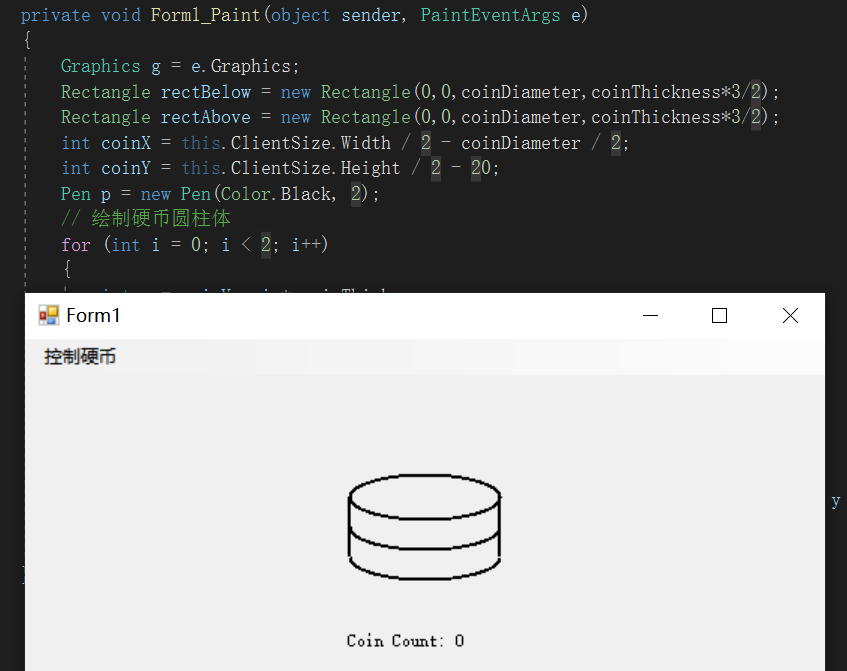 private void Form1_Paint(object sender, PaintEventArgs e)
{
Graphics g = e.Graphics;
Rectangle rectBelow = new Rectangle(0,0,coinDiameter,coinThickness*3/2);
Rectangle rectAbove = new Rectangle(0,0,coinDiameter,coinThickness*3/2);
int coinX = this.ClientSize.Width / 2 - coinDiameter / 2;
int coinY = this.ClientSize.Height / 2 - 20;
Pen p = new Pen(Color.Black, 2);
// 绘制硬币圆柱体
for (int i = 0; i < 2; i++)
{
Form1
控制硬币
y
Coin Count: 0